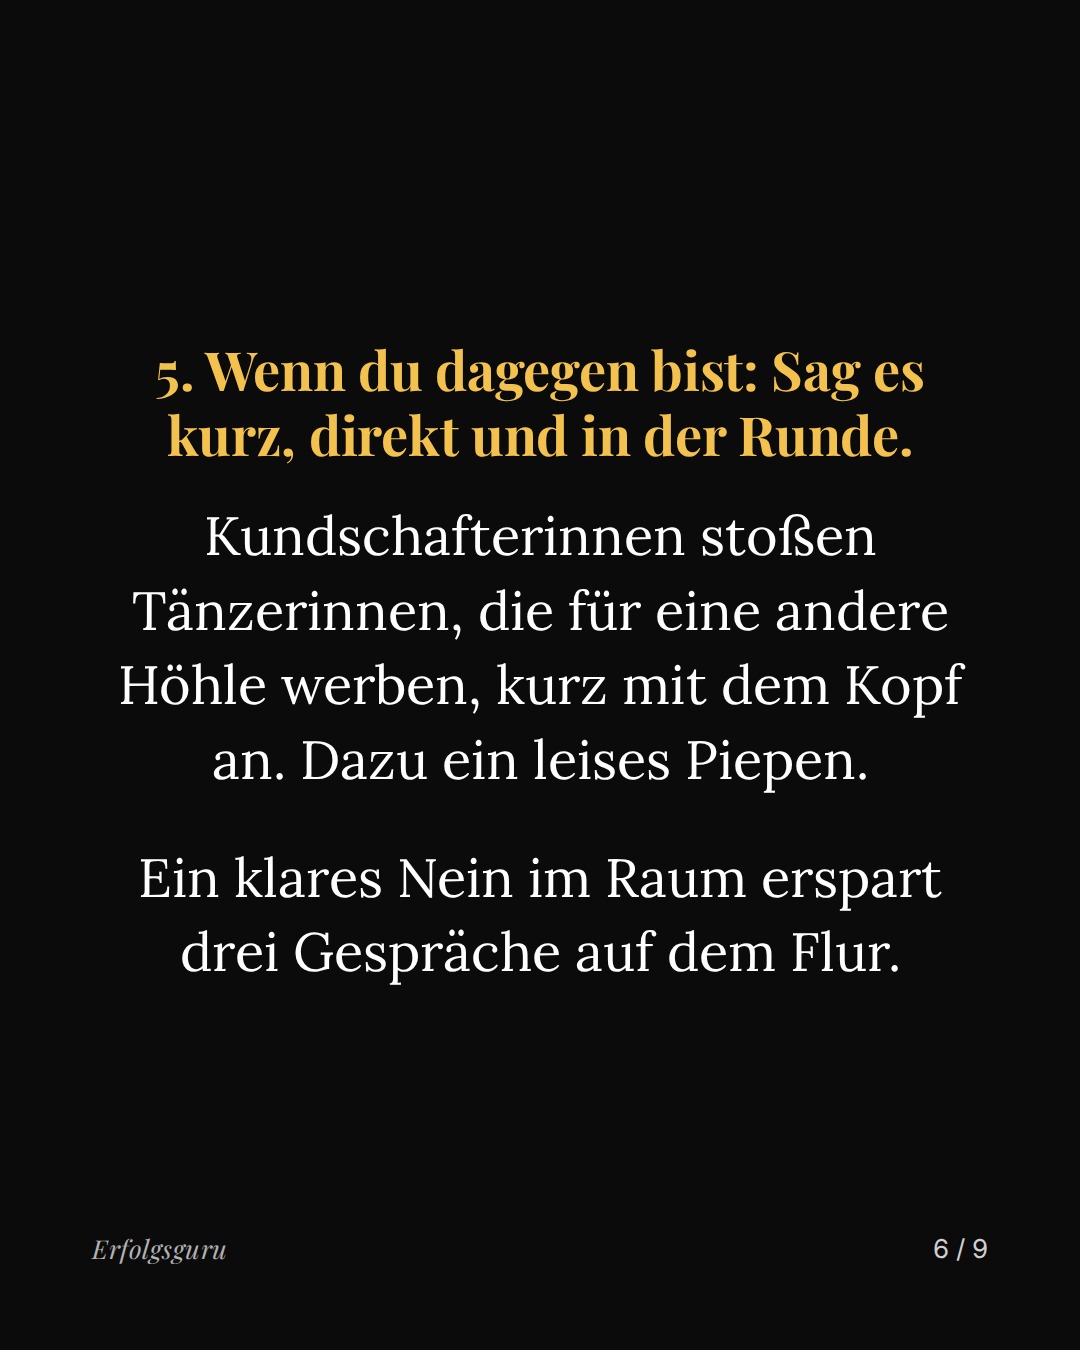 5. Wenn du dagegen bist: Sag es
kurz, direkt und in der Runde.
Kundschafterinnen stoßen
Tänzerinnen, die für eine andere
Höhle werben, kurz mit dem Kopf
an. Dazu ein leises Piepen.
Ein klares Nein im Raum erspart
drei Gespräche auf dem Flur.
Erfolgsguru
6 / 9